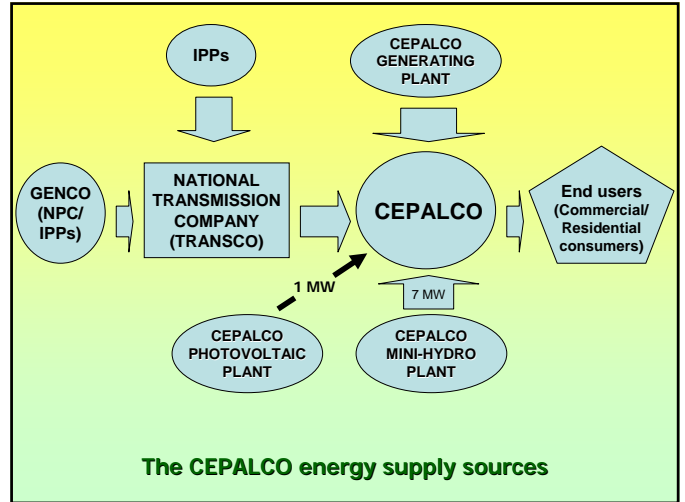 IPPs
CEPALCO
GENERATING
PLANT
GENCO
(NPC/
IPPs)
NATIONAL
TRANSMISSION
COMPANY
(TRANSCO)
CEPALCO
End users
(Commercial/
Residential
consumers)
1 MW
7 MW
CEPALCO
PHOTOVOLTAIC
PLANT
CEPALCO
MINI-HYDRO
PLANT
The CEPALCO energy supply sources